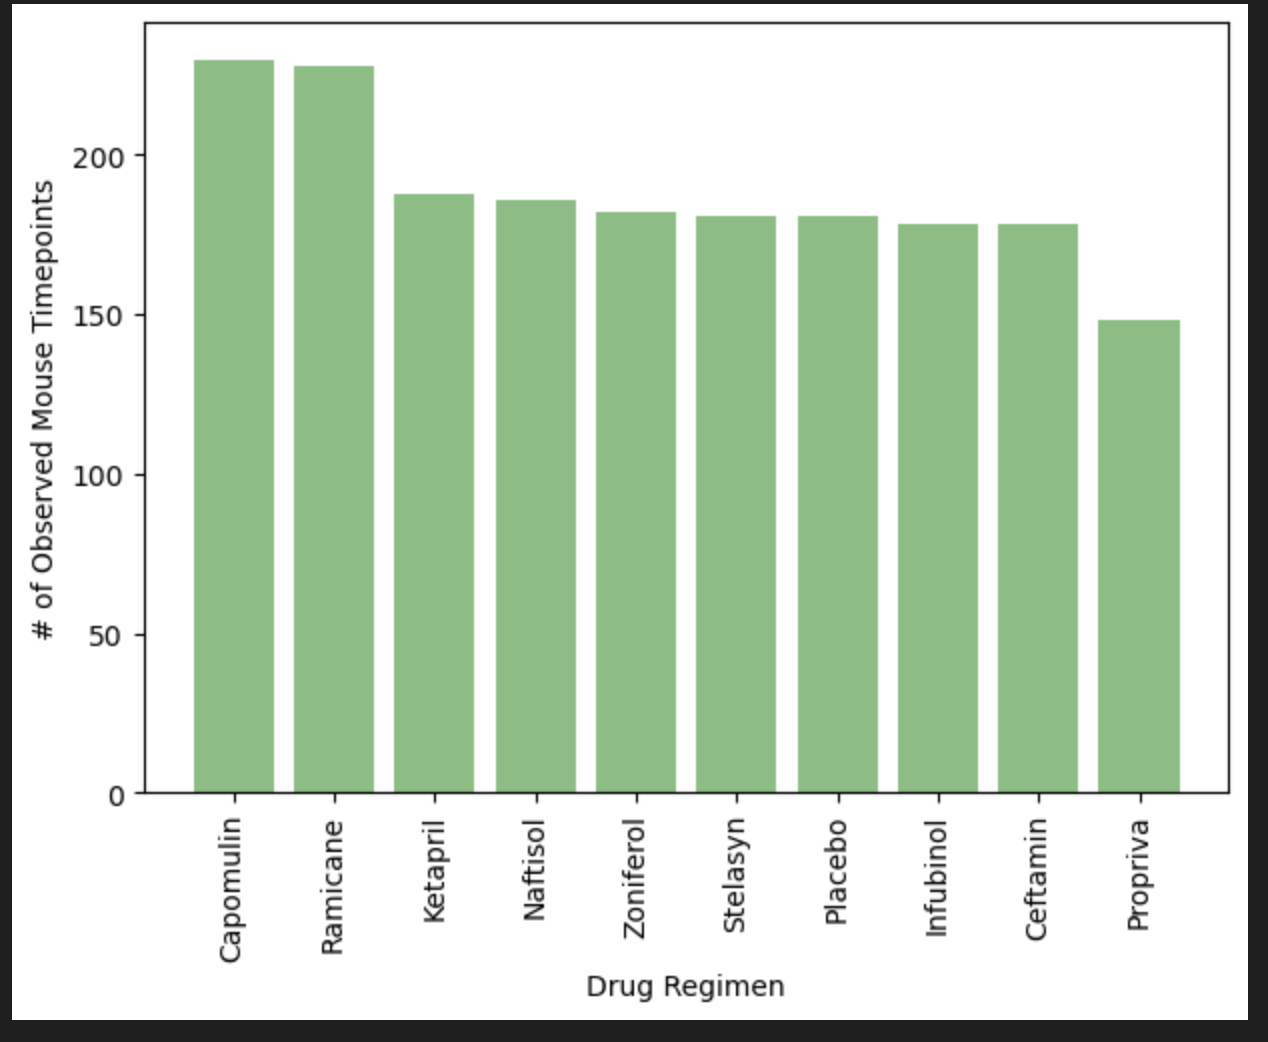 # of Observed Mouse Timepoints
200
150
100
50
0
Capomulin
Ramicane
Ketapril
Naftisol
Zoniferol
Stelasyn
Placebo
Infubinol
Ceftamin
Propriva
Drug Regimen